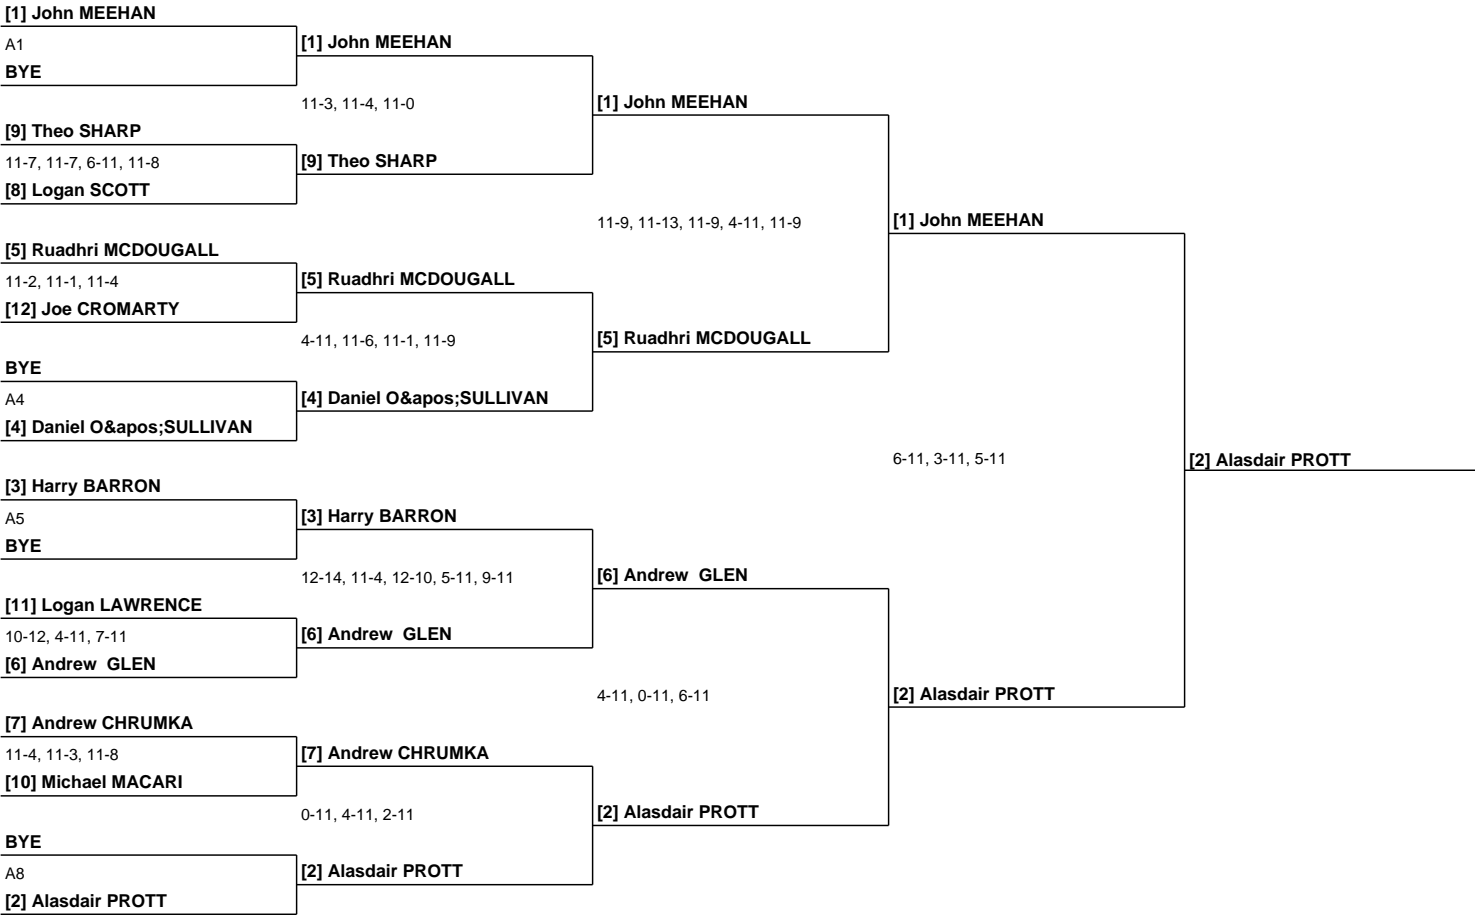 [1] John MEEHAN
A1
BYE
[9] Theo SHARP
11-7, 11-7, 6-11, 11-8
[8] Logan SCOTT
[5] Ruadhri MCDOUGALL
11-2, 11-1, 11-4
[12] Joe CROMARTY
BYE
A4
[4] Daniel O&apos;SULLIVAN
[3] Harry BARRON
A5
BYE
[11] Logan LAWRENCE
10-12, 4-11, 7-11
[6] Andrew  GLEN
[7] Andrew CHRUMKA
11-4, 11-3, 11-8
[10] Michael MACARI
BYE
A8
[2] Alasdair PROTT
[1] John MEEHAN
11-3, 11-4, 11-0
[9] Theo SHARP
[5] Ruadhri MCDOUGALL
4-11, 11-6, 11-1, 11-9
[4] Daniel O&apos;SULLIVAN
[3] Harry BARRON
12-14, 11-4, 12-10, 5-11, 9-11
[6] Andrew  GLEN
[7] Andrew CHRUMKA
0-11, 4-11, 2-11
[2] Alasdair PROTT
[1] John MEEHAN
11-9, 11-13, 11-9, 4-11, 11-9
[5] Ruadhri MCDOUGALL
[6] Andrew  GLEN
4-11, 0-11, 6-11
[2] Alasdair PROTT
[1] John MEEHAN
6-11, 3-11, 5-11
[2] Alasdair PROTT
[2] Alasdair PROTT